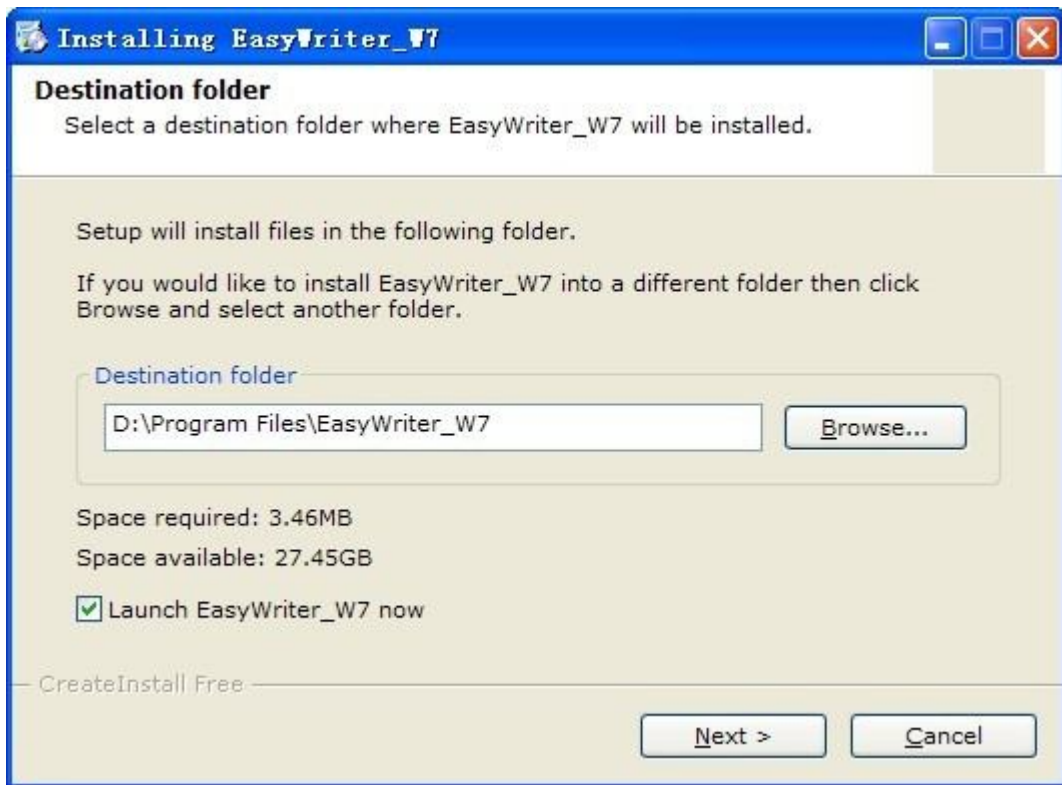 Installing EasyWriter_W7
Destination folder
Select a destination folder where EasyWriter_W7 will be installed.
Setup will install files in the following folder.
If you would like to install EasyWriter_W7 into a different folder then click
Browse and select another folder.
Destination folder
D:\Program Files\EasyWriter_W7
Browse...
Space required: 3.46MB
Space available: 27.45GB
Launch EasyWriter_W7 now
CreateInstall Free
Next >
Cancel